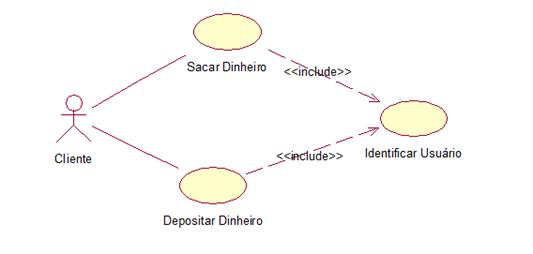 Sacar Dinheiro
<<include>>
Cliente
<<include>>
Identificar Usuário
Depositar Dinheiro